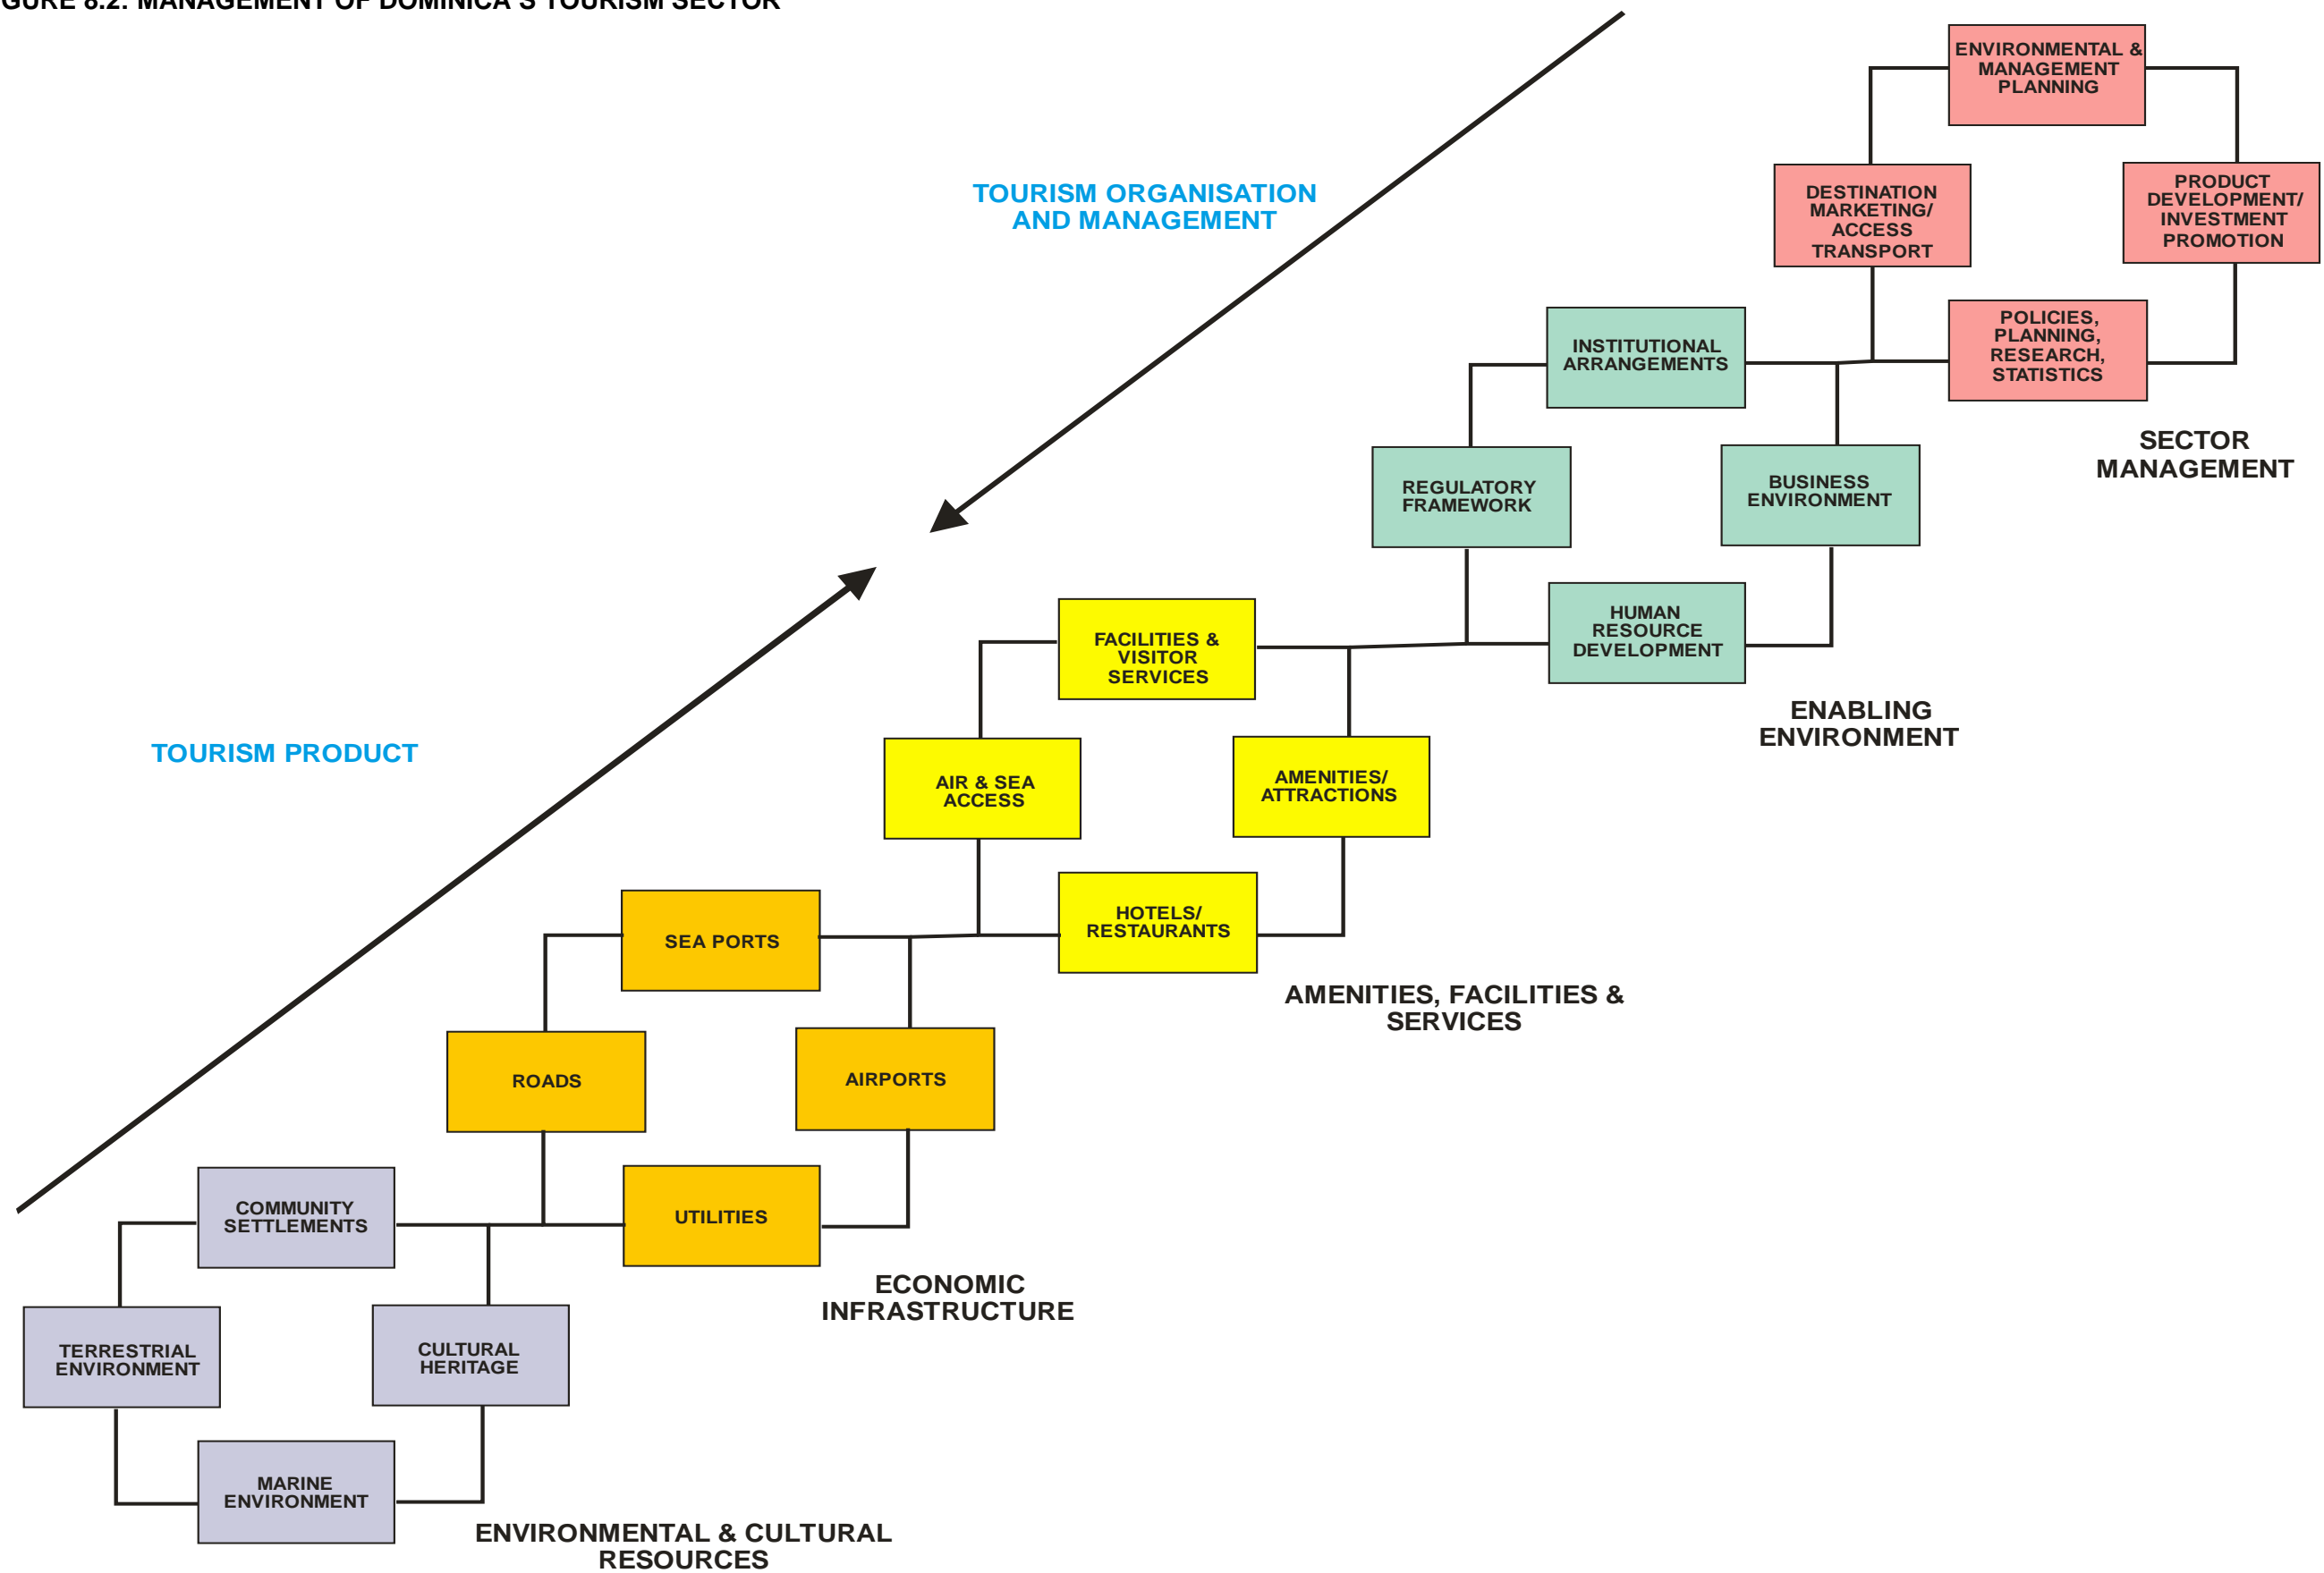 GURE 8.2: MANAGEMENT OF DOMINICA'S TOURISM SECTOR
ENVIRONMENTAL &
MANAGEMENT
PLANNING
TOURISM ORGANISATION
AND MANAGEMENT
DESTINATION
MARKETING/
ACCESS
TRANSPORT
PRODUCT
DEVELOPMENT/
INVESTMENT
PROMOTION
POLICIES,
PLANNING,
RESEARCH,
STATISTICS
INSTITUTIONAL
ARRANGEMENTS
SECTOR
MANAGEMENT
REGULATORY
FRAMEWORK
BUSINESS
ENVIRONMENT
HUMAN
RESOURCE
DEVELOPMENT
FACILITIES &
VISITOR
SERVICES
ENABLING
ENVIRONMENT
TOURISM PRODUCT
AIR & SEA
ACCESS
AMENITIES/
ATTRACTIONS
HOTELS/
RESTAURANTS
SEA PORTS
AMENITIES, FACILITIES &
SERVICES
ROADS
AIRPORTS
COMMUNITY
SETTLEMENTS
UTILITIES
ECONOMIC
INFRASTRUCTURE
TERRESTRIAL
ENVIRONMENT
CULTURAL
HERITAGE
MARINE
ENVIRONMENT
ENVIRONMENTAL & CULTURAL
RESOURCES